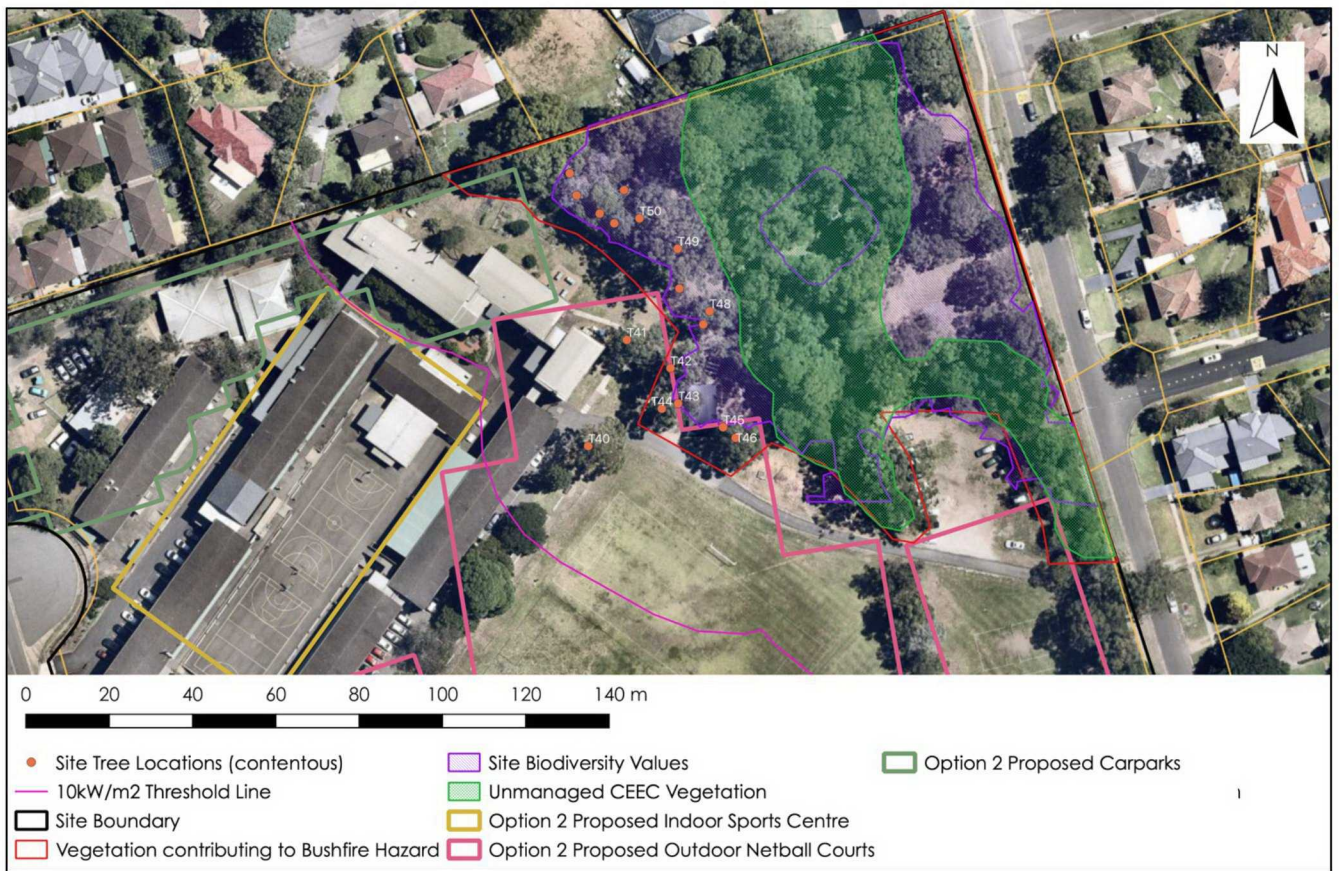 N
T50
T49
T48
T41
T42
T43
T44
T45
T46
T40
0 20 40 60 80 100 120 140 m
Site Tree Locations (contentous) Site Biodiversity Values Option 2 Proposed Carparks
10kW/m2 Threshold Line Unmanaged CEEC Vegetation
Site Boundary Option 2 Proposed Indoor Sports Centre
Vegetation contributing to Bushfire Hazard Option 2 Proposed Outdoor Netball Courts